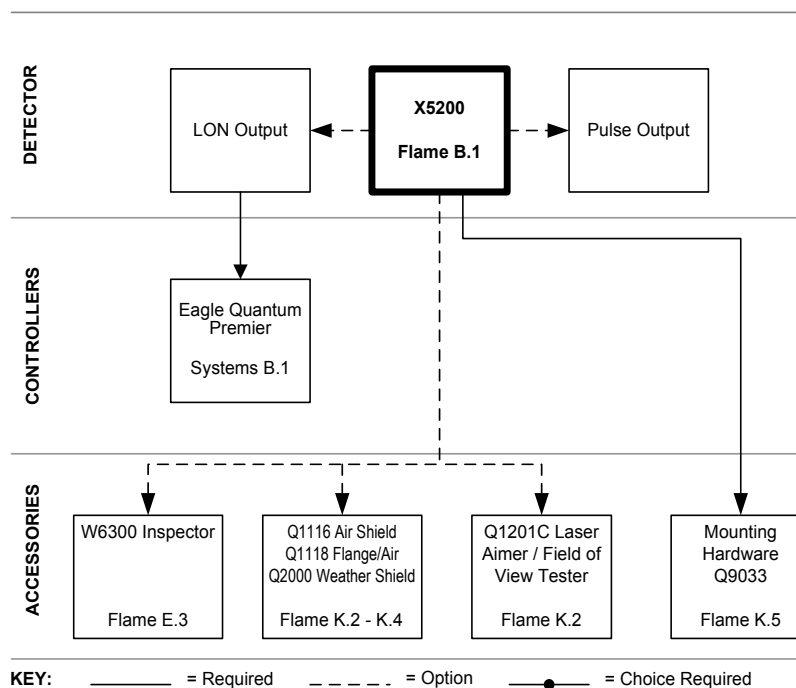 DETECTOR
LON Output
X5200
Flame B.1
Pulse Output
CONTROLLERS
Eagle Quantum
Premier
Systems B.1
ACCESSORIES
W6300 Inspector
Flame E.3
Q1116 Air Shield
Q1118 Flange/Air
Q2000 Weather Shield
Flame K.2 - K.4
Q1201C Laser
Aimer / Field of
View Tester
Flame K.2
Mounting
Hardware
Q9033
Flame K.5
KEY: = Required = Option = Choice Required